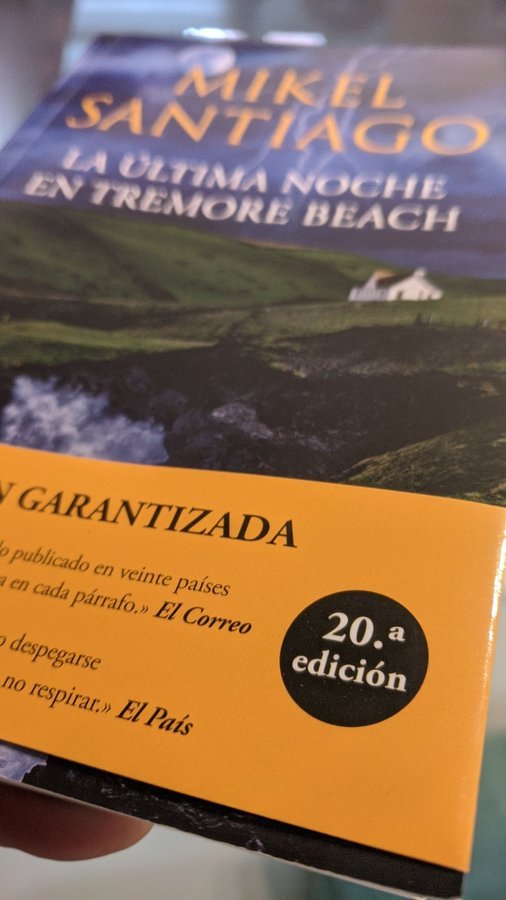 MIKEL
SANTIAGO
LA ÚLTIMA NOCHE
EN TREMORE BEACH
N GARANTIZADA
lo publicado en veinte países
a en cada párrafo.» El Correo
o despegarse
no respirar.» El País
20.ª
edición